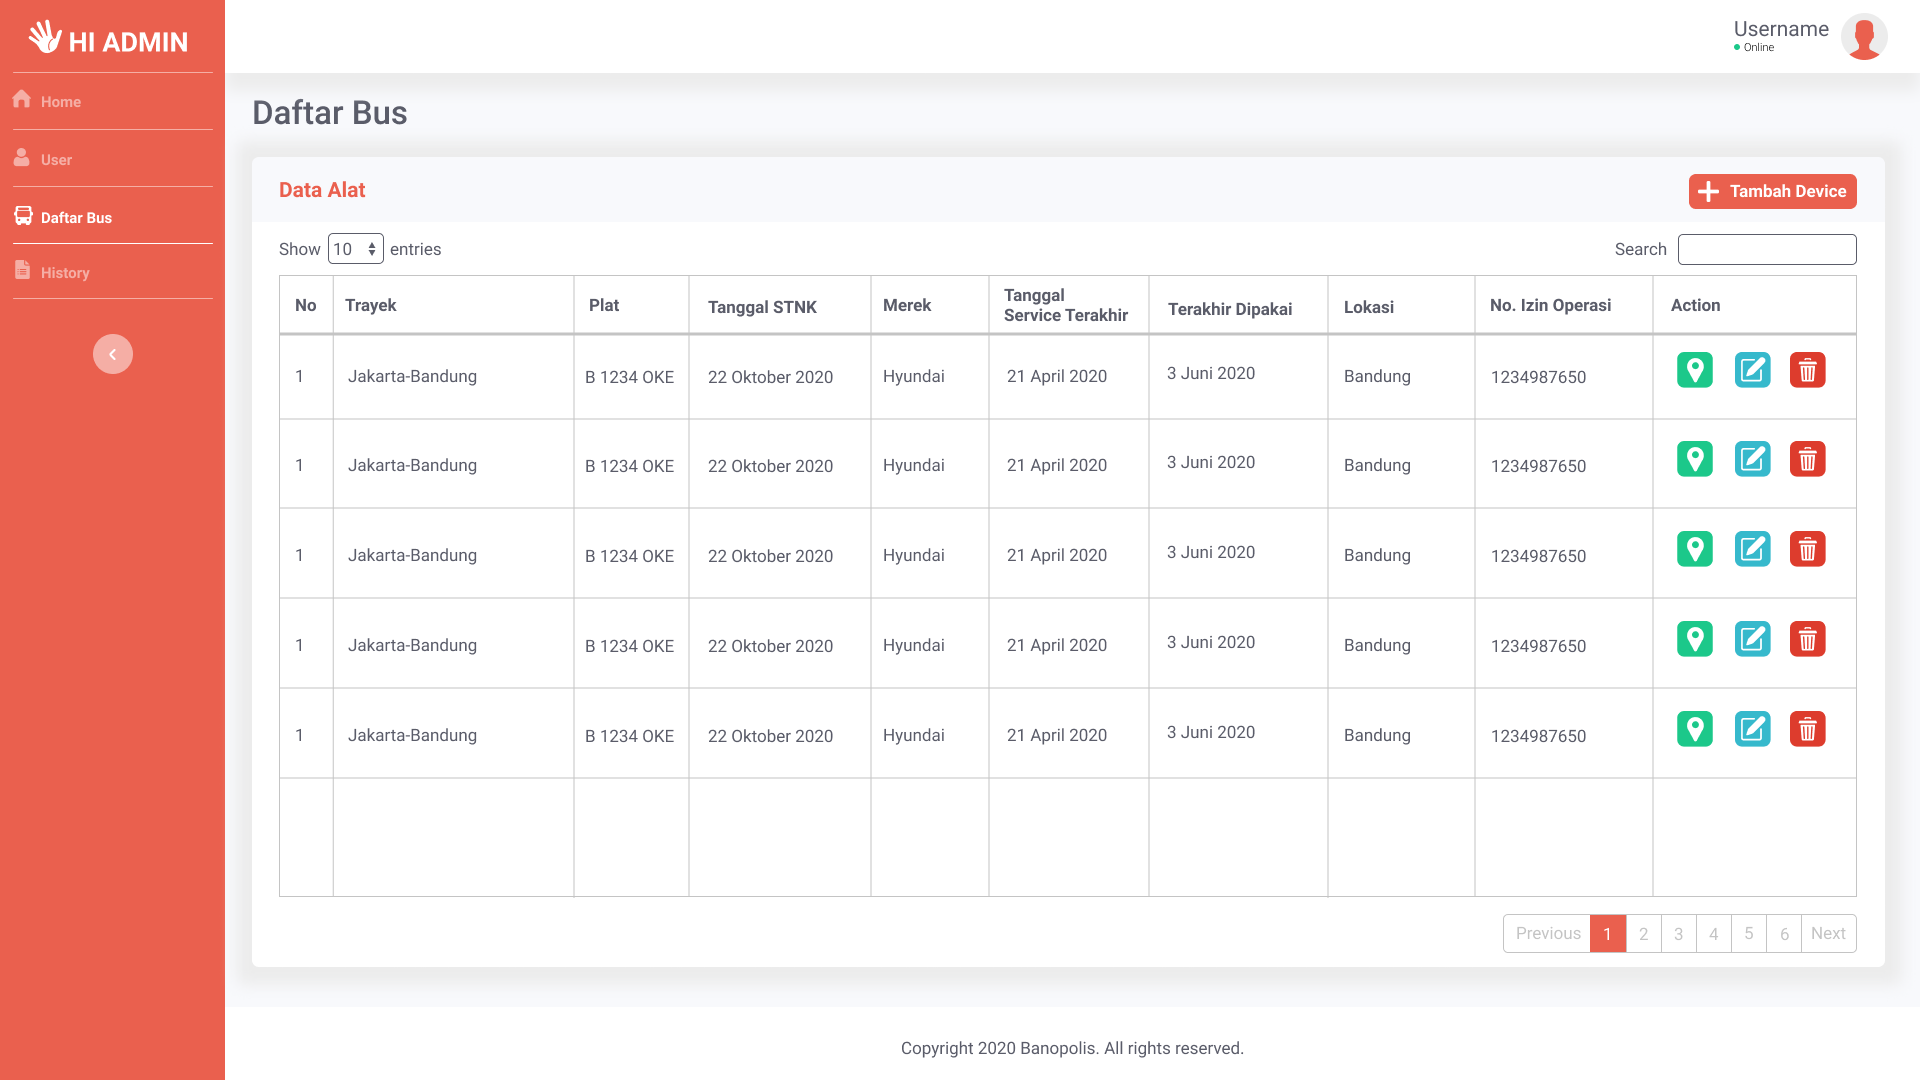 HI ADMIN
Username
Online
Home
User
Daftar Bus
History
Daftar Bus
Data Alat
Tambah Device
Show 10 entries
Search
No Trayek Plat Tanggal STNK Merek Tanggal Service Terakhir Terakhir Dipakai Lokasi No. Izin Operasi Action
1 Jakarta-Bandung B 1234 OKE 22 Oktober 2020 Hyundai 21 April 2020 3 Juni 2020 Bandung 1234987650
1 Jakarta-Bandung B 1234 OKE 22 Oktober 2020 Hyundai 21 April 2020 3 Juni 2020 Bandung 1234987650
1 Jakarta-Bandung B 1234 OKE 22 Oktober 2020 Hyundai 21 April 2020 3 Juni 2020 Bandung 1234987650
1 Jakarta-Bandung B 1234 OKE 22 Oktober 2020 Hyundai 21 April 2020 3 Juni 2020 Bandung 1234987650
1 Jakarta-Bandung B 1234 OKE 22 Oktober 2020 Hyundai 21 April 2020 3 Juni 2020 Bandung 1234987650
Previous 1 2 3 4 5 6 Next
Copyright 2020 Banopolis. All rights reserved.